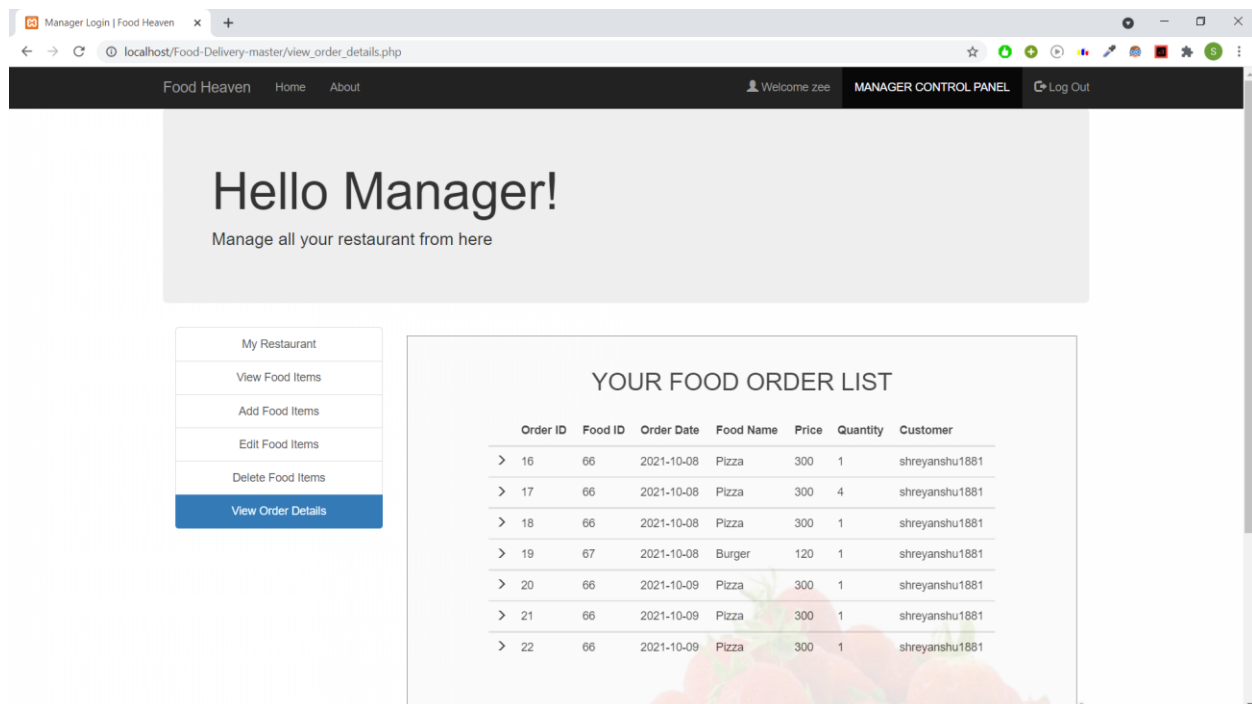 Manager Login | Food Heaven
localhost/Food-Delivery-master/view_order_details.php
S
Food Heaven Home About Welcome zee MANAGER CONTROL PANEL Log Out
Hello Manager!
Manage all your restaurant from here
My Restaurant
View Food Items
Add Food Items
Edit Food Items
Delete Food Items
View Order Details
YOUR FOOD ORDER LIST
Order ID Food ID Order Date Food Name Price Quantity Customer
16 66 2021-10-08 Pizza 300 1 shreyanshu1881
17 66 2021-10-08 Pizza 300 4 shreyanshu1881
18 66 2021-10-08 Pizza 300 1 shreyanshu1881
19 67 2021-10-08 Burger 120 1 shreyanshu1881
20 66 2021-10-09 Pizza 300 1 shreyanshu1881
21 66 2021-10-09 Pizza 300 1 shreyanshu1881
22 66 2021-10-09 Pizza 300 1 shreyanshu1881